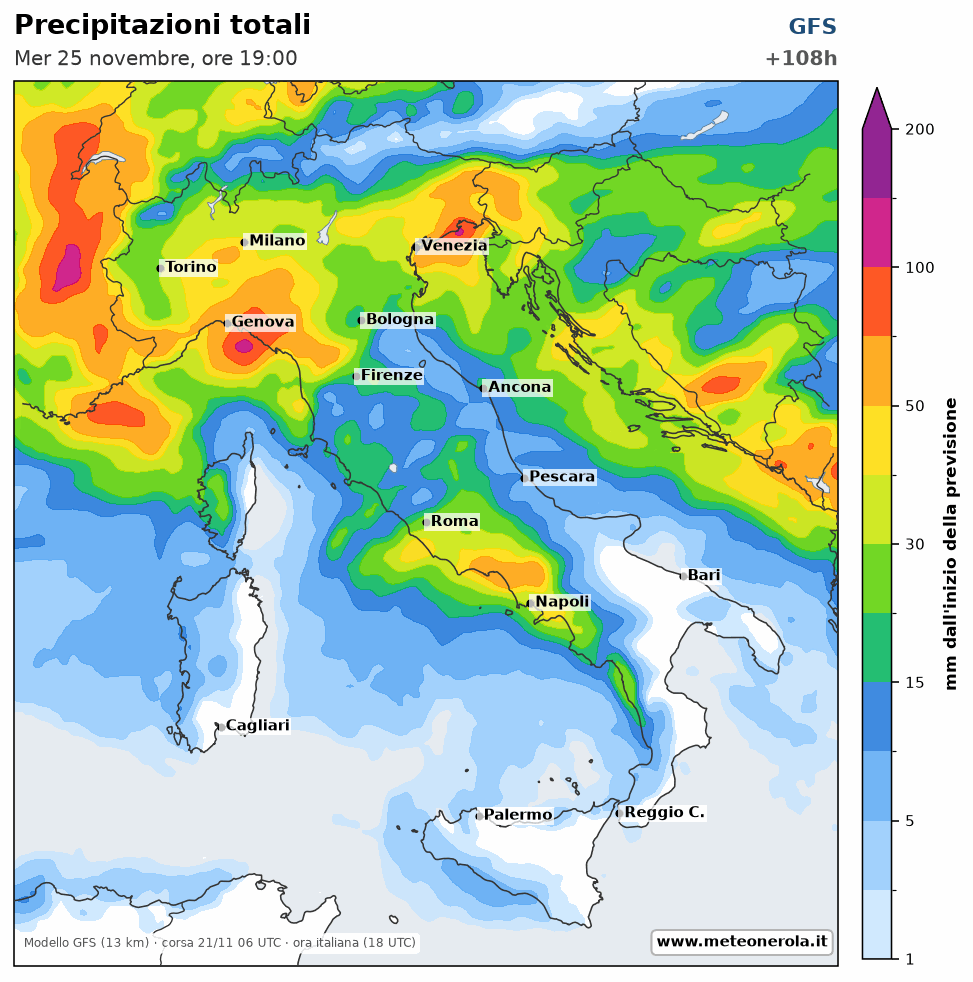 Precipitazioni totali
GFS
Mer 25 novembre, ore 19:00
+108h
Milano
Venezia
Torino
Genova
Bologna
Firenze
Ancona
Pescara
Roma
Bari
Napoli
Cagliari
Palermo
Reggio C.
200
100
50
30
15
5
1
mm dall'inizio della previsione
Modello GFS (13 km) · corsa 21/11 06 UTC · ora italiana (18 UTC)
www.meteonerola.it